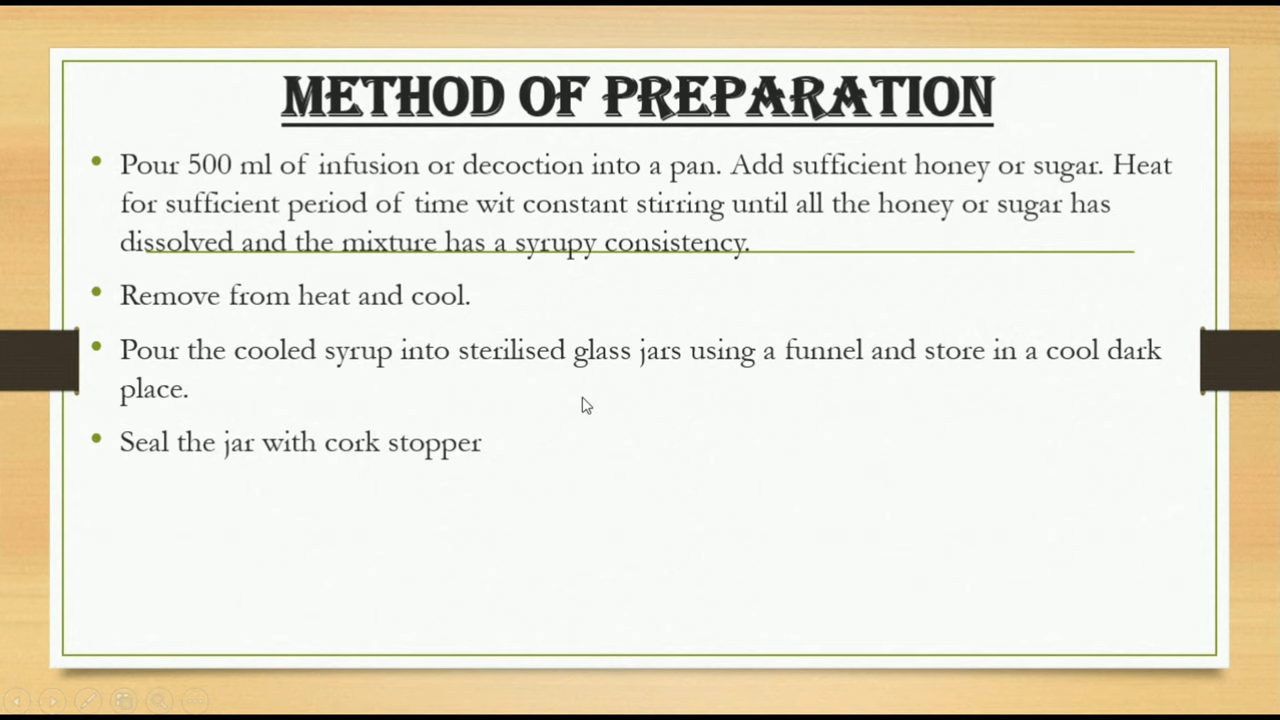 METHOD OF PREPARATION
• Pour 500 ml of infusion or decoction into a pan. Add sufficient honey or sugar. Heat
for sufficient period of time wit constant stirring until all the honey or sugar has
dissolved and the mixture has a syrupy consistency.
• Remove from heat and cool.
• Pour the cooled syrup into sterilised glass jars using a funnel and store in a cool dark
place.
• Seal the jar with cork stopper